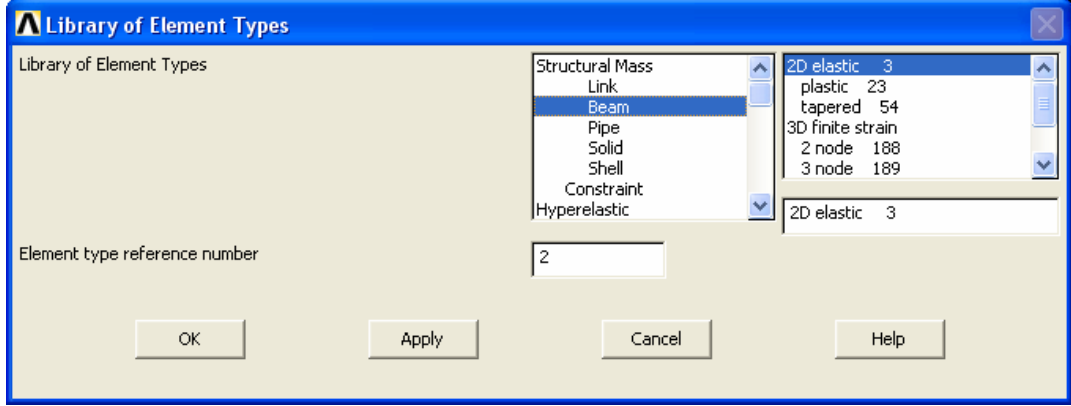 Library of Element Types
Library of Element Types
Structural Mass
Link
Beam
Pipe
Solid
Shell
Constraint
Hyperelastic
2D elastic 3
plastic 23
tapered 54
3D finite strain
2 node 188
3 node 189
2D elastic 3
Element type reference number
2
OK
Apply
Cancel
Help